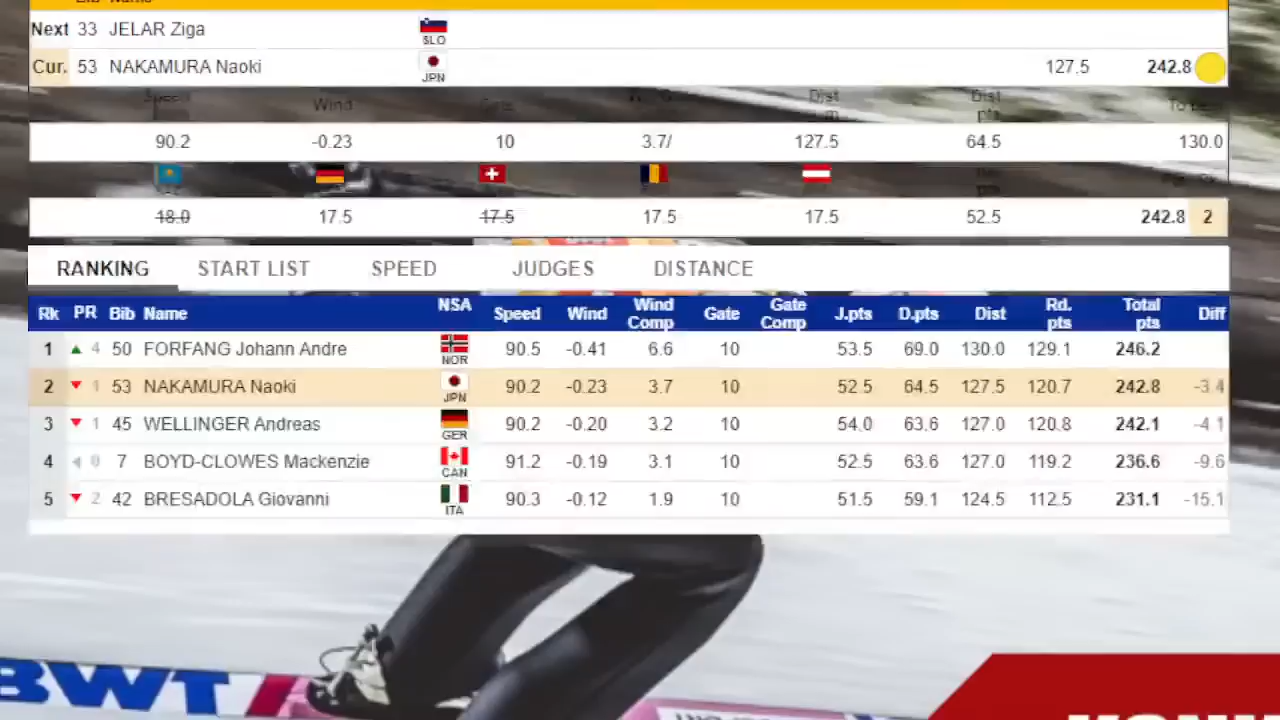 Next 33 JELAR Ziga SLO
Cur. 53 NAKAMURA Naoki JPN 127.5 242.8
Speed Wind Gate Dist m Dist pts
90.2 -0.23 10 3.7/ 127.5 64.5 130.0
18.0 17.5 17.5 17.5 17.5 52.5 242.8 2
RANKING START LIST SPEED JUDGES DISTANCE
Rk PR Bib Name NSA Speed Wind Wind Comp Gate Gate Comp J.pts D.pts Dist Rd. pts Total pts Diff
1 4 50 FORFANG Johann Andre NOR 90.5 -0.41 6.6 10 53.5 69.0 130.0 129.1 246.2
2 1 53 NAKAMURA Naoki JPN 90.2 -0.23 3.7 10 52.5 64.5 127.5 120.7 242.8 -3.4
3 1 45 WELLINGER Andreas GER 90.2 -0.20 3.2 10 54.0 63.6 127.0 120.8 242.1 -4.1
4 0 7 BOYD-CLOWES Mackenzie CAN 91.2 -0.19 3.1 10 52.5 63.6 127.0 119.2 236.6 -9.6
5 2 42 BRESADOLA Giovanni ITA 90.3 -0.12 1.9 10 51.5 59.1 124.5 112.5 231.1 -15.1
BWT